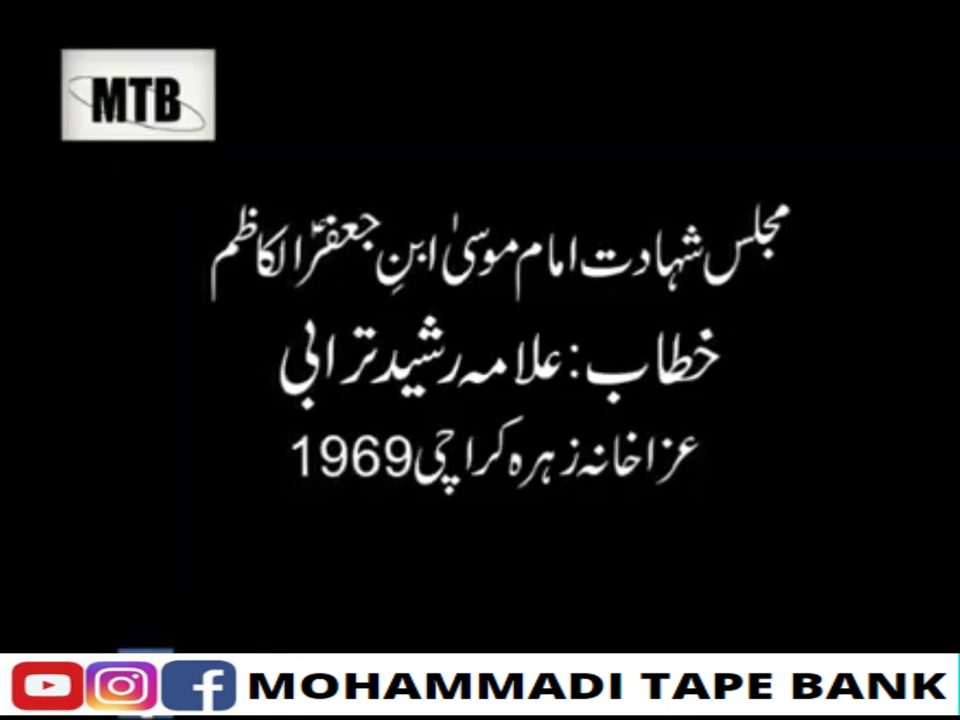 MTB
مجلس شہادت امام موسیٰ ابنِ جعفرؑ الکاظم
خطاب: علامہ رشید ترابی
عزاخانہ زہرہ کراچی 1969
MOHAMMADI TAPE BANK